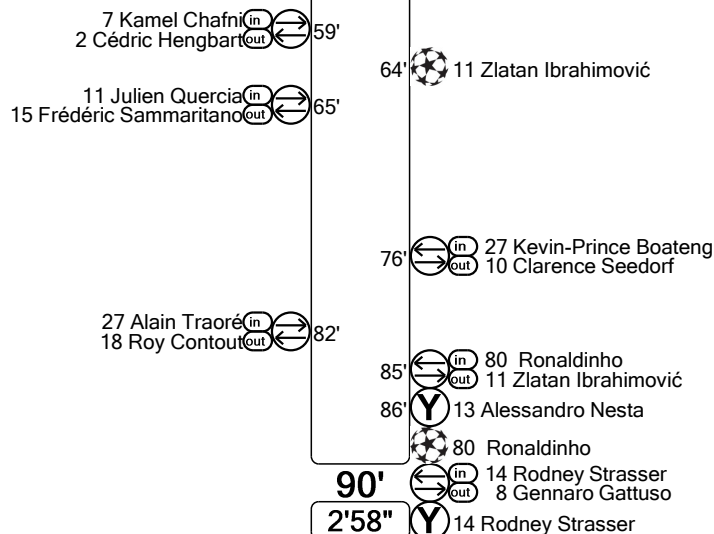 7 Kamel Chafni in
2 Cédric Hengbart out
59'
64' 11 Zlatan Ibrahimović
11 Julien Quercia in
15 Frédéric Sammaritano out
65'
in 27 Kevin-Prince Boateng
76'
out 10 Clarence Seedorf
27 Alain Traoré in
18 Roy Contout out
82'
in 80 Ronaldinho
85'
out 11 Zlatan Ibrahimović
86' Y 13 Alessandro Nesta
80 Ronaldinho
in 14 Rodney Strasser
90'
out 8 Gennaro Gattuso
2'58" Y 14 Rodney Strasser